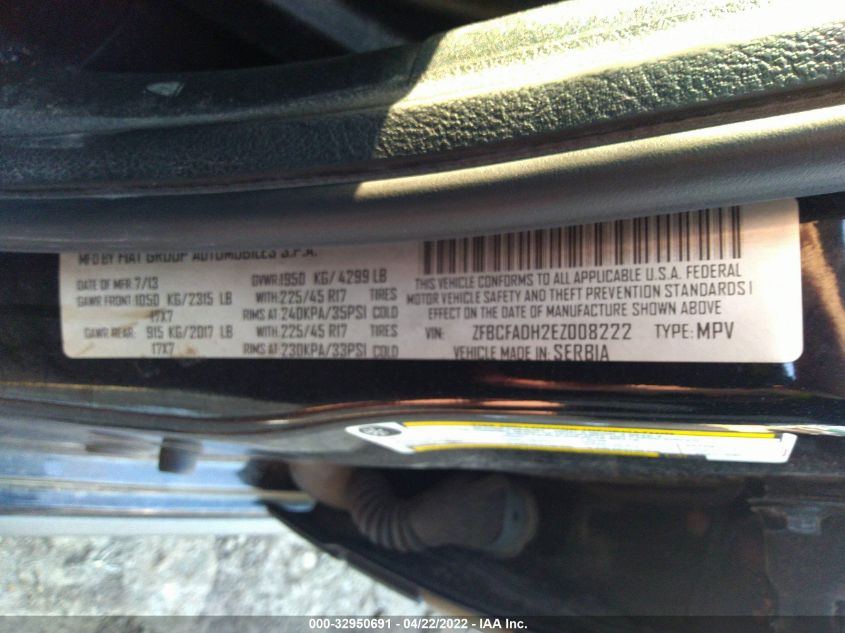 MFD BY FIAT GROUP AUTOMOBILES S.P.A.
DATE OF MFR 7/13 GVWR 1950 KG/ 4299 LB
GAWR FRONT 1050 KG/2315 LB WITH 225/45 R17 TIRES
17X7 RIMS AT 240KPA/35PSI COLD
GAWR REAR: 915 KG/2017 LB WITH 225/45 R17 TIRES
17X7 RIMS AT 230KPA/33PSI COLD
THIS VEHICLE CONFORMS TO ALL APPLICABLE U.S.A. FEDERAL
MOTOR VEHICLE SAFETY AND THEFT PREVENTION STANDARDS I
EFFECT ON THE DATE OF MANUFACTURE SHOWN ABOVE
VIN: ZFBCFADH2EZ008222 TYPE: MPV
VEHICLE MADE IN: SERBIA
000-32950691 - 04/22/2022 - IAA Inc.